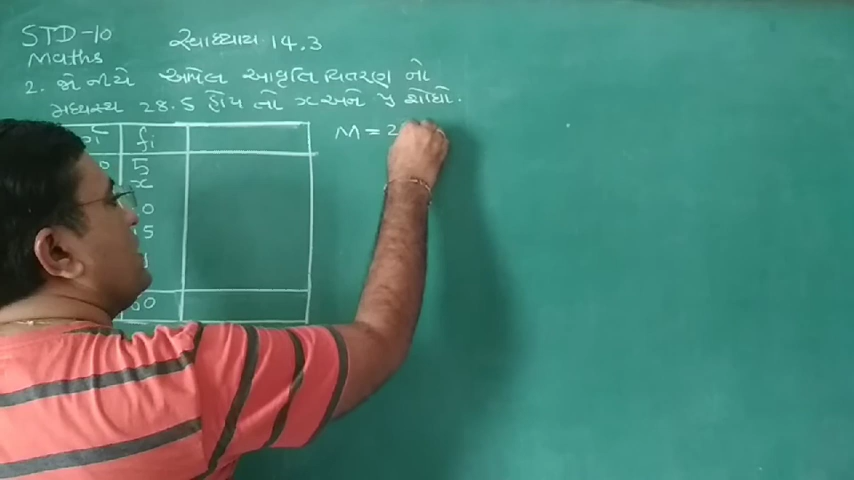 STD-10 સ્વાધ્યાય 14.3
Maths
2. જો નીચે આપેલ આવૃત્તિ વિતરણ નો
મધ્યસ્થ 28.5 હોય તો x અને y શોધો.
fi
M = 2
5
x
0
5
0